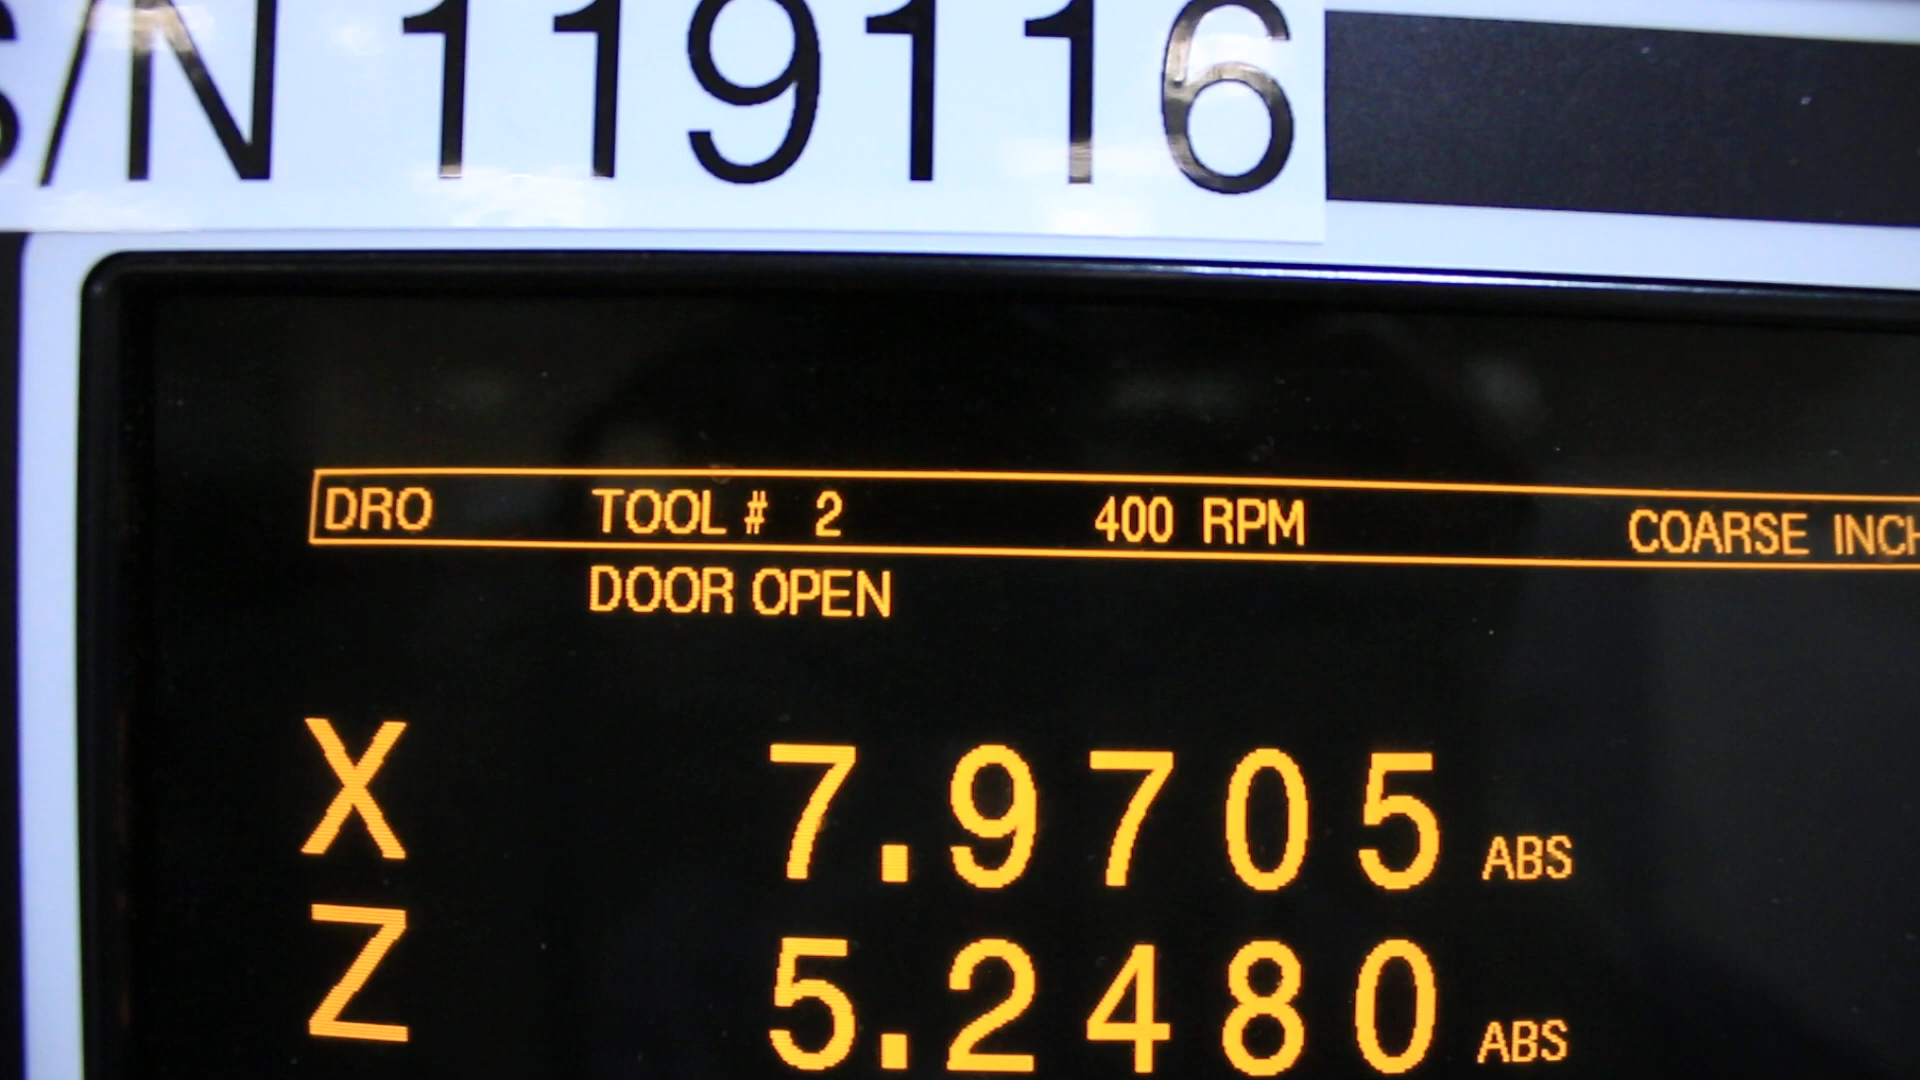 S/N 119116
DRO TOOL # 2 400 RPM COARSE INCH
DOOR OPEN
X 7.9705 ABS
Z 5.2480 ABS